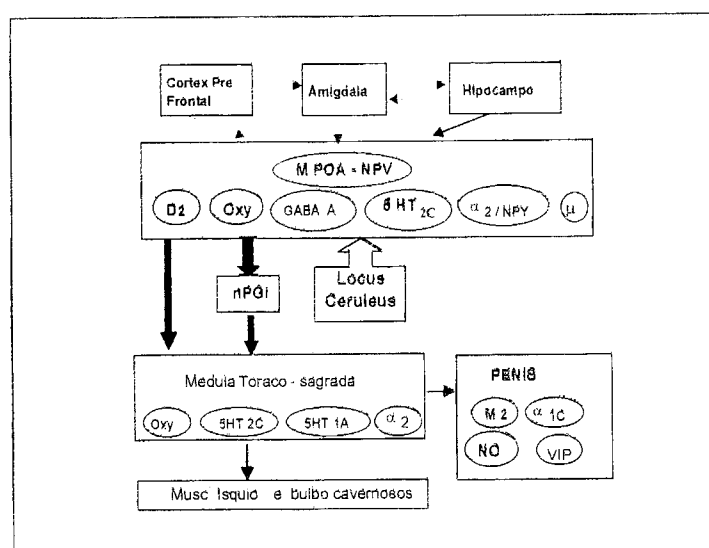 Cortex Pre
Frontal
Amigdala
Hipocampo
M POA - NPV
D2
Oxy
GABA A
5 HT 2C
α 2 / NPY
μ
nPGi
Locus
Ceruleus
Medula Toraco - sagrada
Oxy
5HT 2C
5HT 1A
α 2
PENIS
M 2
α 1C
NO
VIP
Musc Isquio e bulbo cavernosos